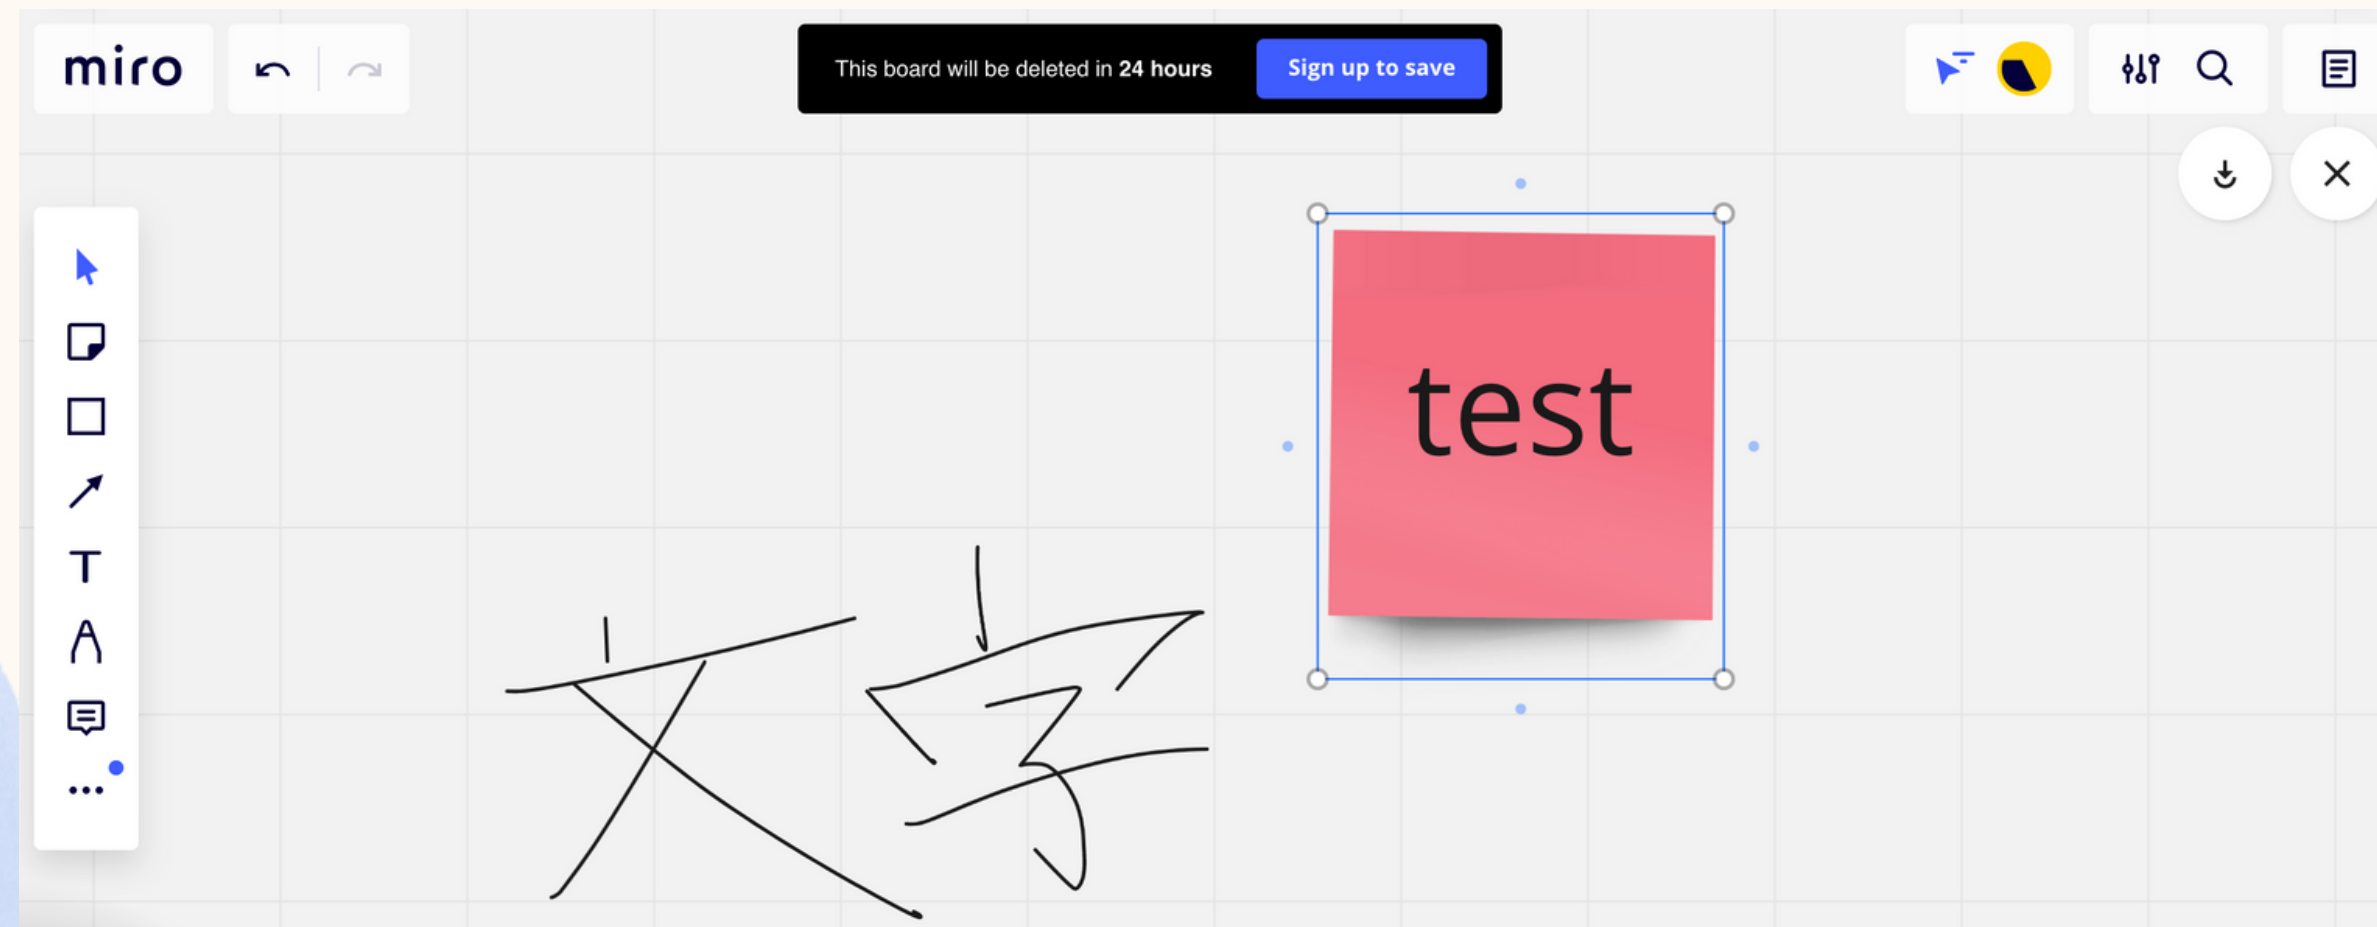 miro
This board will be deleted in 24 hours
Sign up to save
test
文字